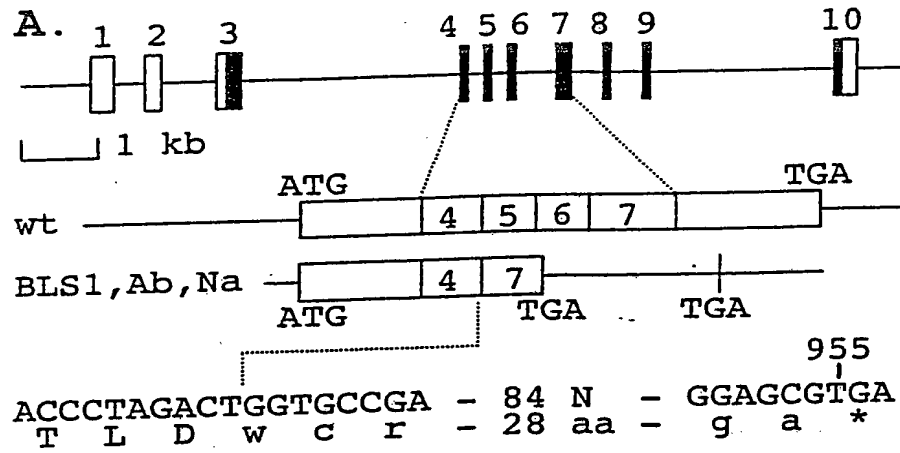 A.
1 2 3 4 5 6 7 8 9 10
1 kb
ATG TGA
wt 4 5 6 7
BLS1,Ab,Na 4 7
ATG TGA TGA
955
ACCCTAGACTGGTGCCGA - 84 N - GGAGCGTGA
T L D w c r - 28 aa - g a *